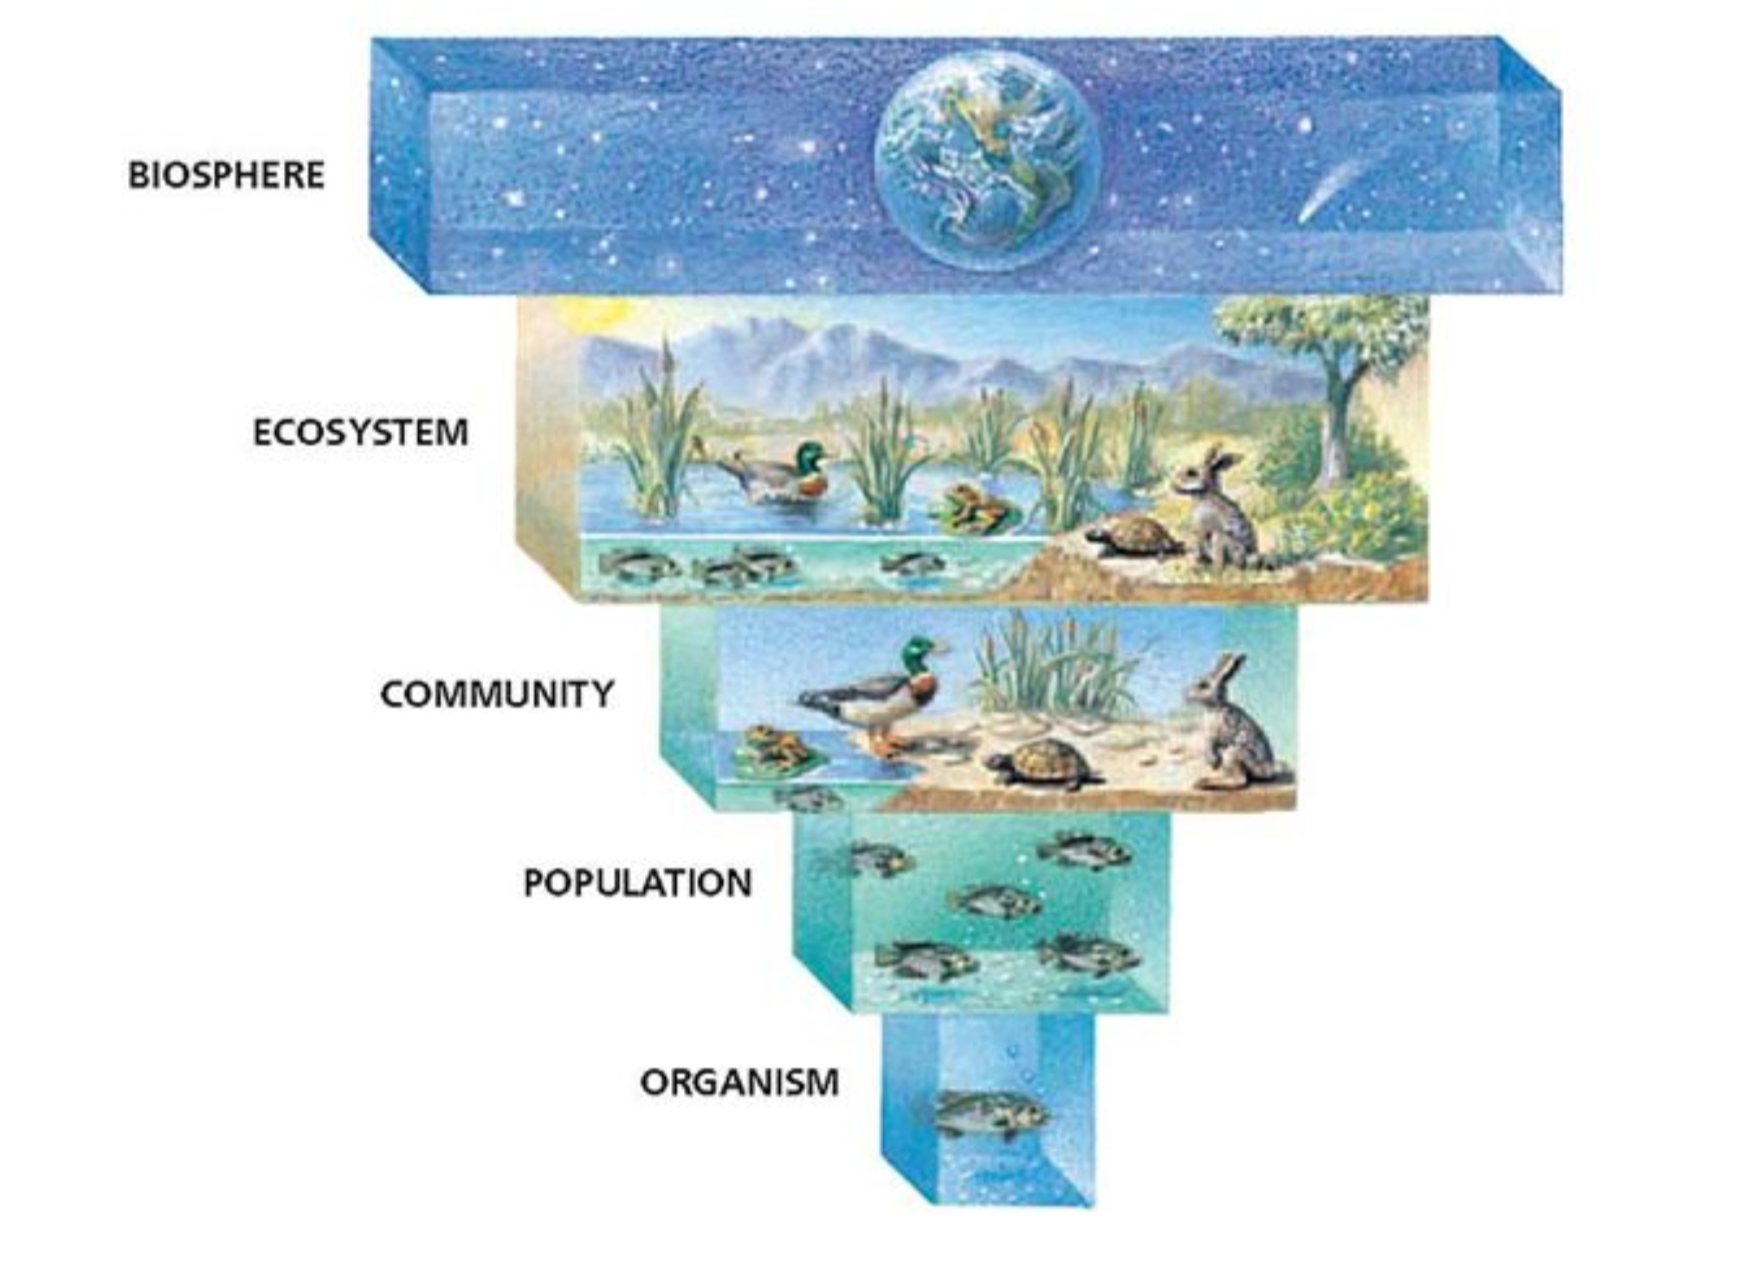 BIOSPHERE
ECOSYSTEM
COMMUNITY
POPULATION
ORGANISM